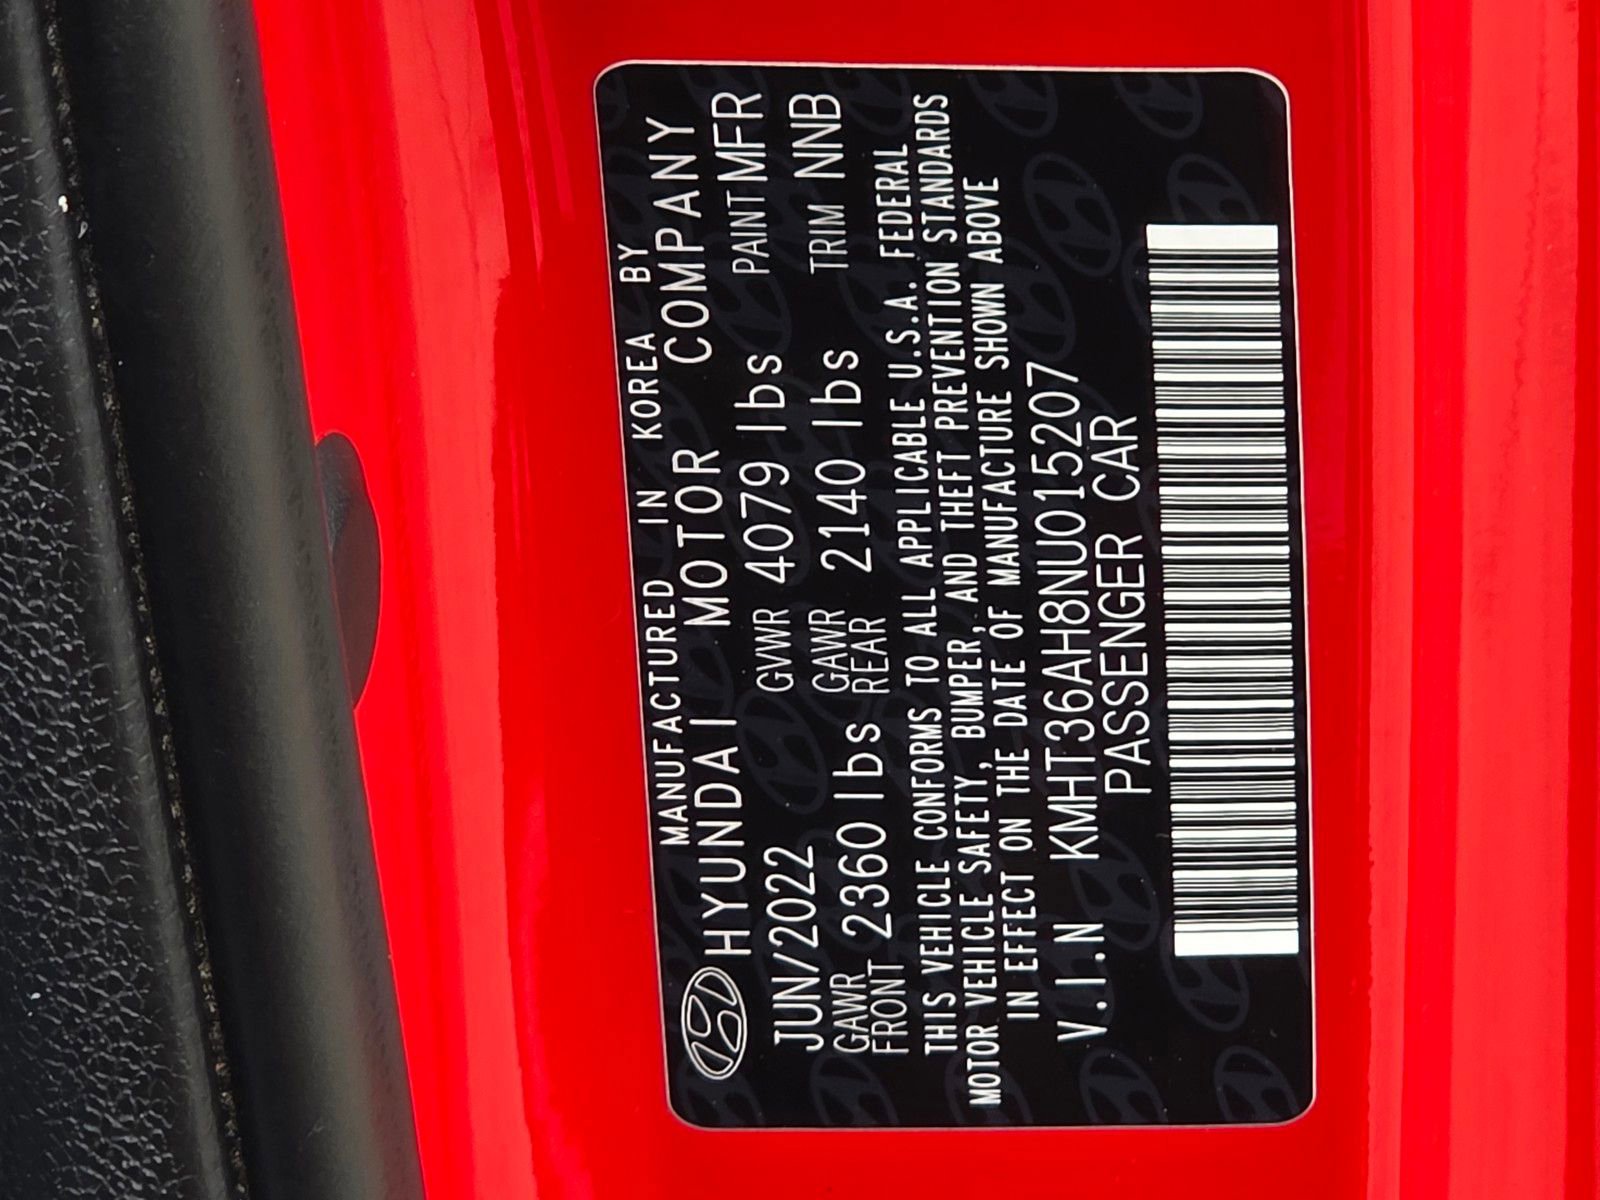 MANUFACTURED IN KOREA BY
HYUNDAI MOTOR COMPANY
JUN/2022 GVWR 4079 lbs PAINT MFR
GAWR FRONT 2360 lbs GAWR REAR 2140 lbs TRIM NNB
THIS VEHICLE CONFORMS TO ALL APPLICABLE U.S.A. FEDERAL
MOTOR VEHICLE SAFETY, BUMPER, AND THEFT PREVENTION STANDARDS
IN EFFECT ON THE DATE OF MANUFACTURE SHOWN ABOVE
V.I.N KMHT36AH8NU015207
PASSENGER CAR